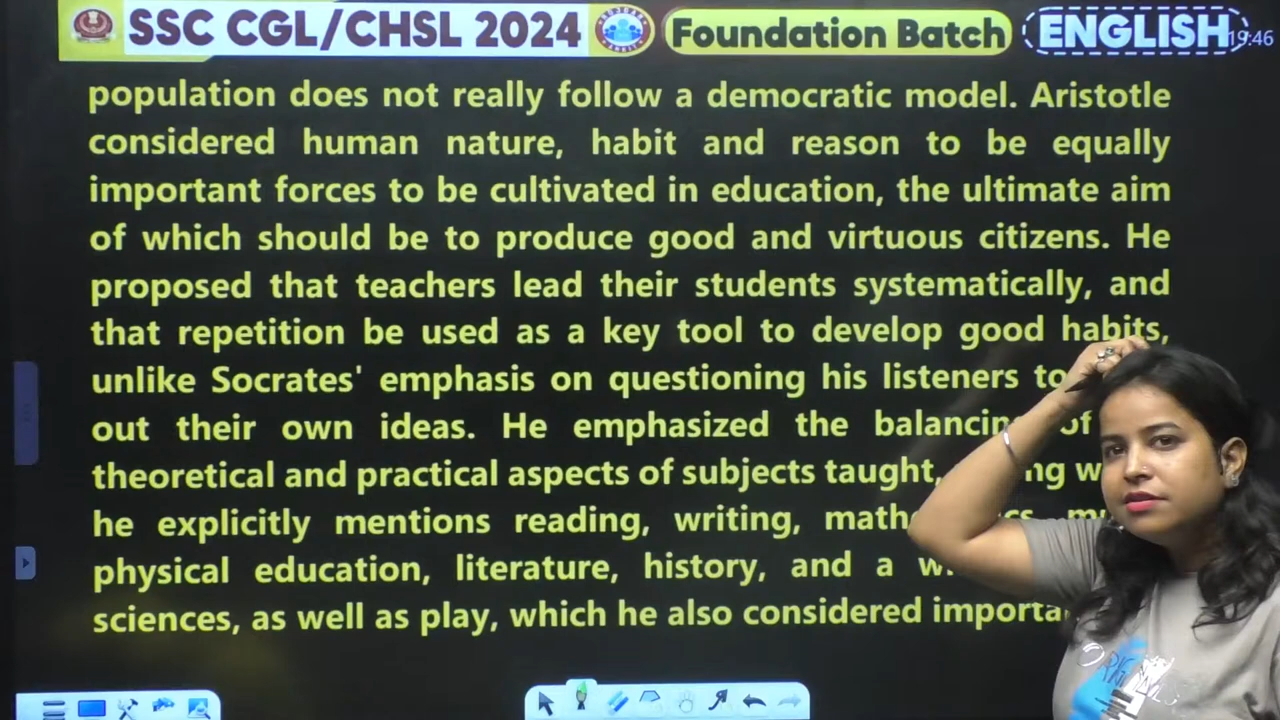 SSC CGL/CHSL 2024 Foundation Batch ENGLISH 19:46
population does not really follow a democratic model. Aristotle
considered human nature, habit and reason to be equally
important forces to be cultivated in education, the ultimate aim
of which should be to produce good and virtuous citizens. He
proposed that teachers lead their students systematically, and
that repetition be used as a key tool to develop good habits,
unlike Socrates' emphasis on questioning his listeners to
out their own ideas. He emphasized the balancing of
theoretical and practical aspects of subjects taught,
he explicitly mentions reading, writing,
physical education, literature, history, and a
sciences, as well as play, which he also considered